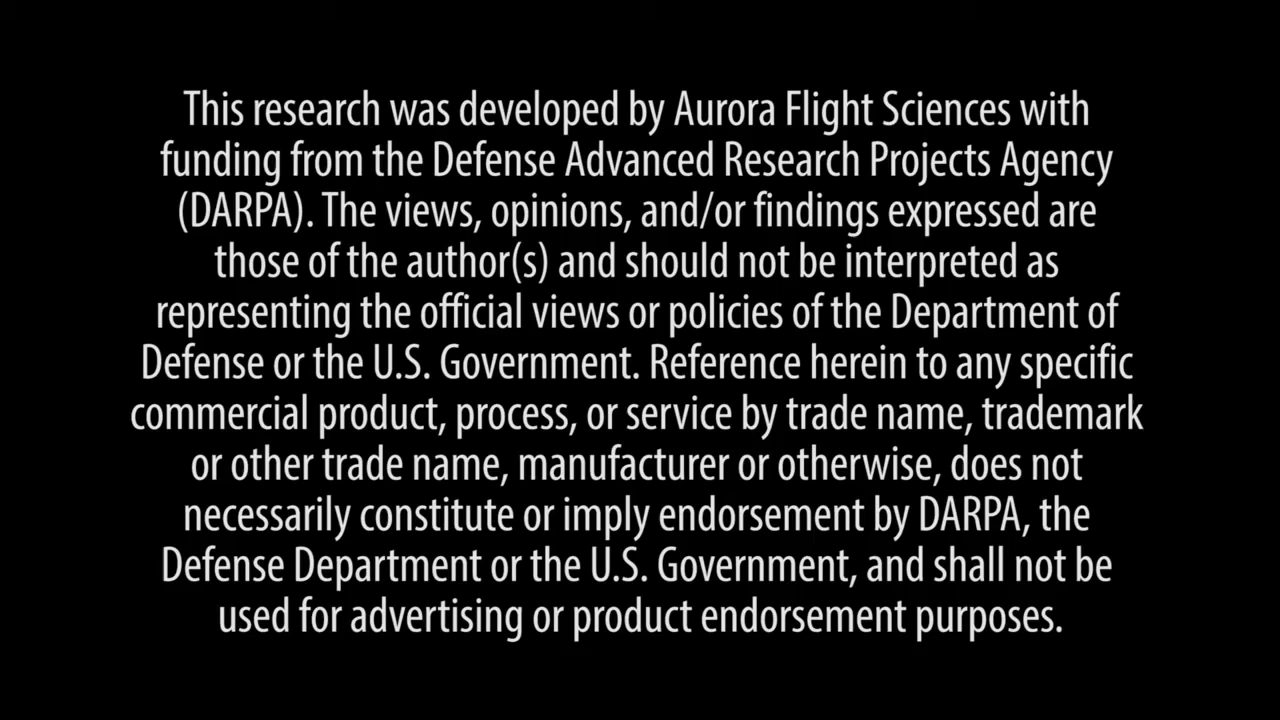 This research was developed by Aurora Flight Sciences with
funding from the Defense Advanced Research Projects Agency
(DARPA). The views, opinions, and/or findings expressed are
those of the author(s) and should not be interpreted as
representing the official views or policies of the Department of
Defense or the U.S. Government. Reference herein to any specific
commercial product, process, or service by trade name, trademark
or other trade name, manufacturer or otherwise, does not
necessarily constitute or imply endorsement by DARPA, the
Defense Department or the U.S. Government, and shall not be
used for advertising or product endorsement purposes.